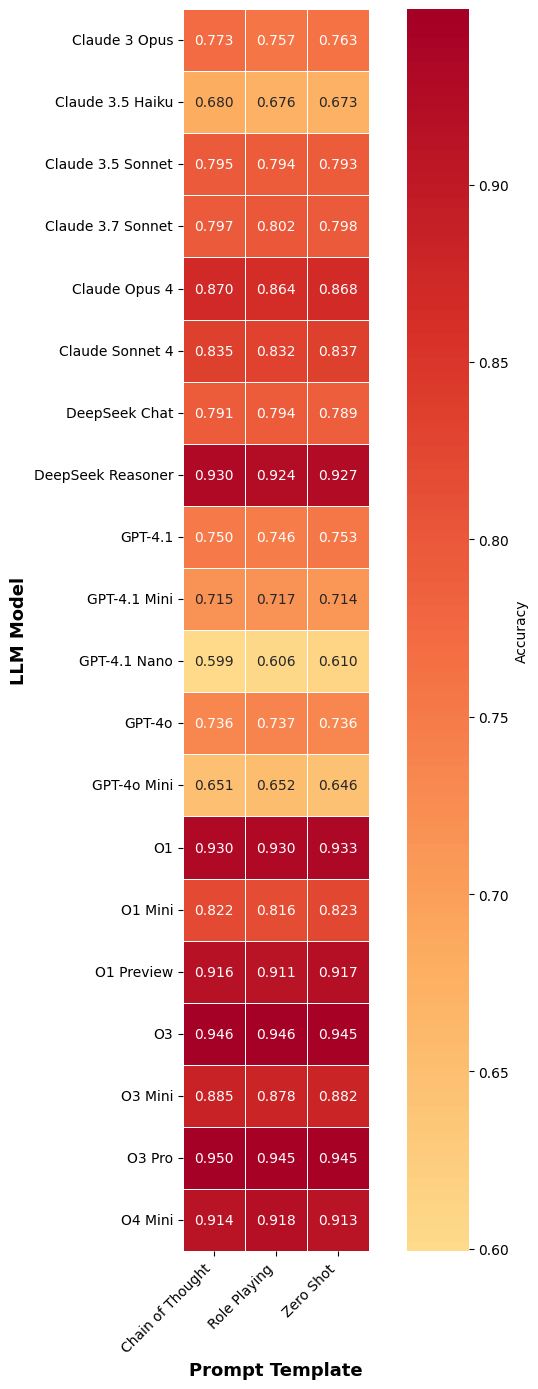 Claude 3 Opus 0.773 0.757 0.763
Claude 3.5 Haiku 0.680 0.676 0.673
Claude 3.5 Sonnet 0.795 0.794 0.793
Claude 3.7 Sonnet 0.797 0.802 0.798
Claude Opus 4 0.870 0.864 0.868
Claude Sonnet 4 0.835 0.832 0.837
DeepSeek Chat 0.791 0.794 0.789
DeepSeek Reasoner 0.930 0.924 0.927
GPT-4.1 0.750 0.746 0.753
GPT-4.1 Mini 0.715 0.717 0.714
GPT-4.1 Nano 0.599 0.606 0.610
GPT-4o 0.736 0.737 0.736
GPT-4o Mini 0.651 0.652 0.646
O1 0.930 0.930 0.933
O1 Mini 0.822 0.816 0.823
O1 Preview 0.916 0.911 0.917
O3 0.946 0.946 0.945
O3 Mini 0.885 0.878 0.882
O3 Pro 0.950 0.945 0.945
O4 Mini 0.914 0.918 0.913
LLM Model
Chain of Thought
Role Playing
Zero Shot
Prompt Template
0.90
0.85
0.80
0.75
0.70
0.65
0.60
Accuracy